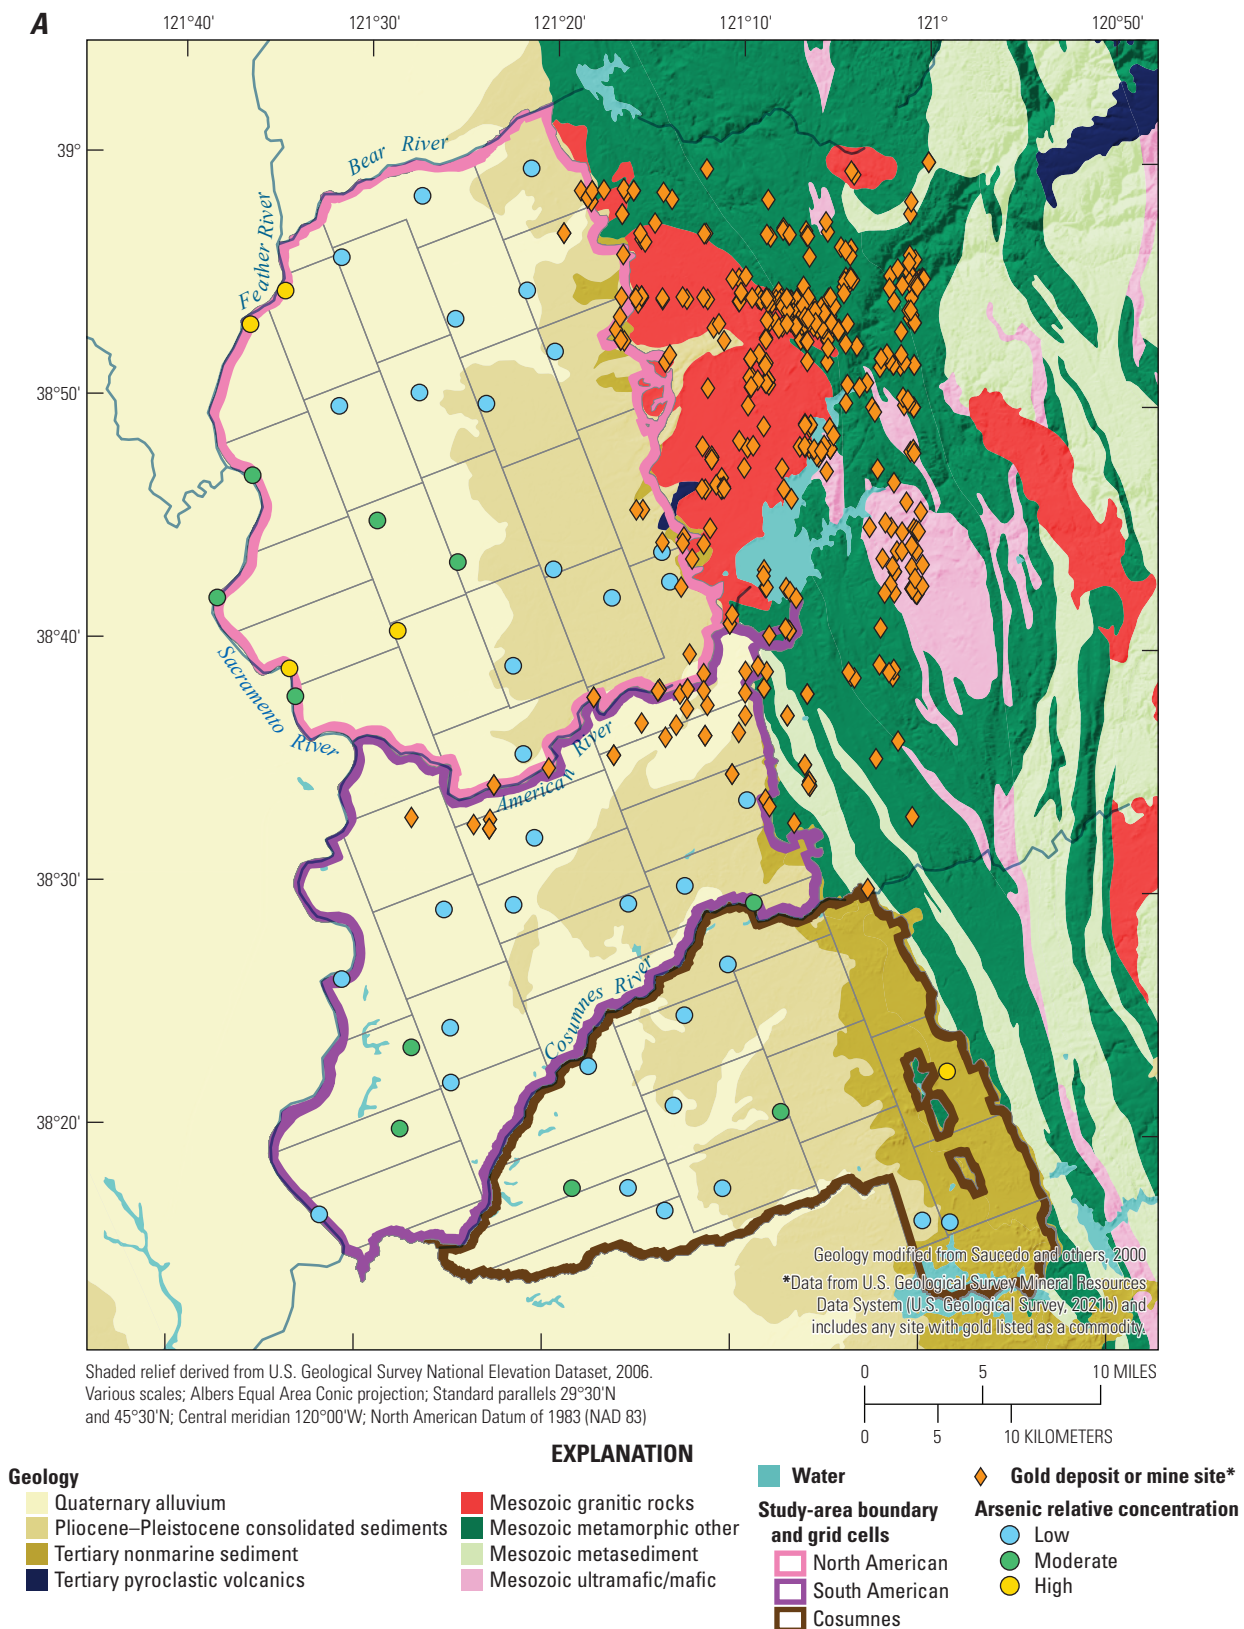 A
121°40'
121°30'
121°20'
121°10'
121°
120°50'
39°
38°50'
38°40'
38°30'
38°20'
Bear River
Feather River
Sacramento River
American River
Cosumnes River
Geology modified from Saucedo and others, 2000
*Data from U.S. Geological Survey Mineral Resources
Data System (U.S. Geological Survey, 2021b) and
includes any site with gold listed as a commodity.
Shaded relief derived from U.S. Geological Survey National Elevation Dataset, 2006.
Various scales; Albers Equal Area Conic projection; Standard parallels 29°30'N
and 45°30'N; Central meridian 120°00'W; North American Datum of 1983 (NAD 83)
0 5 10 MILES
0 5 10 KILOMETERS
EXPLANATION
Geology
Quaternary alluvium
Pliocene–Pleistocene consolidated sediments
Tertiary nonmarine sediment
Tertiary pyroclastic volcanics
Mesozoic granitic rocks
Mesozoic metamorphic other
Mesozoic metasediment
Mesozoic ultramafic/mafic
Water
Study-area boundary
and grid cells
North American
South American
Cosumnes
Gold deposit or mine site*
Arsenic relative concentration
Low
Moderate
High